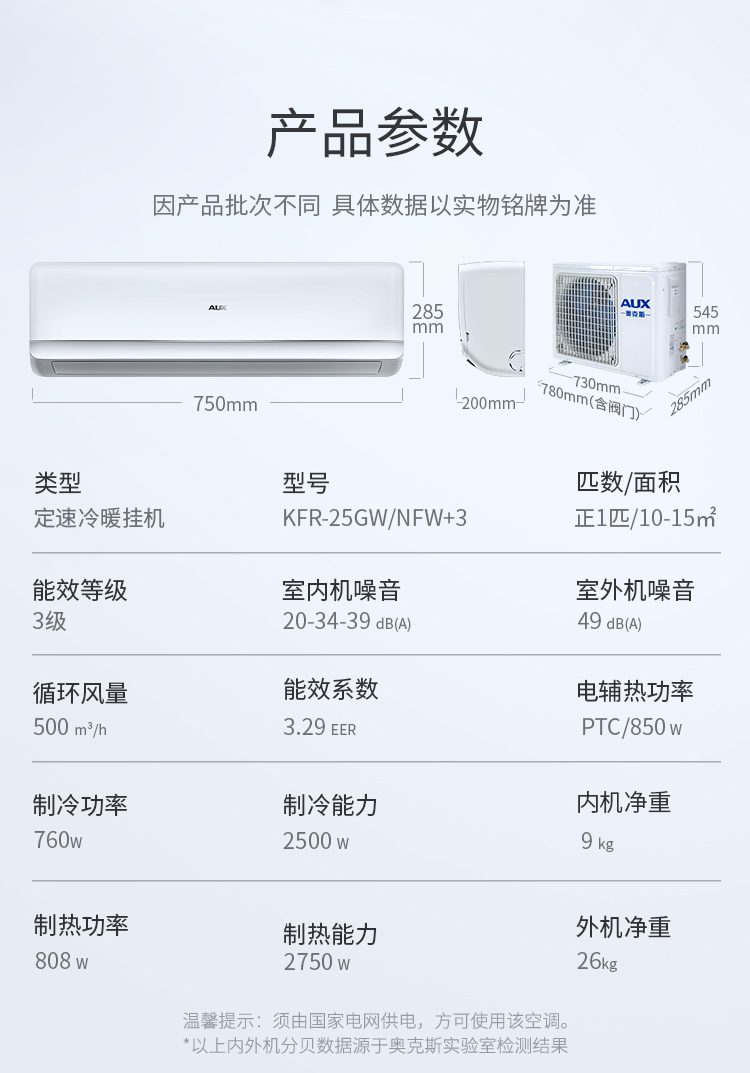 产品参数
因产品批次不同 具体数据以实物铭牌为准
AUX
285
mm
750mm
200mm
AUX
奥克斯
545
mm
730mm
780mm(含阀门)
285mm
类型 型号 匹数/面积
定速冷暖挂机 KFR-25GW/NFW+3 正1匹/10-15㎡
能效等级 室内机噪音 室外机噪音
3级 20-34-39 dB(A) 49 dB(A)
循环风量 能效系数 电辅热功率
500 m³/h 3.29 EER PTC/850 W
制冷功率 制冷能力 内机净重
760W 2500 W 9 kg
制热功率 制热能力 外机净重
808 W 2750 W 26kg
温馨提示：须由国家电网供电，方可使用该空调。
*以上内外机分贝数据源于奥克斯实验室检测结果